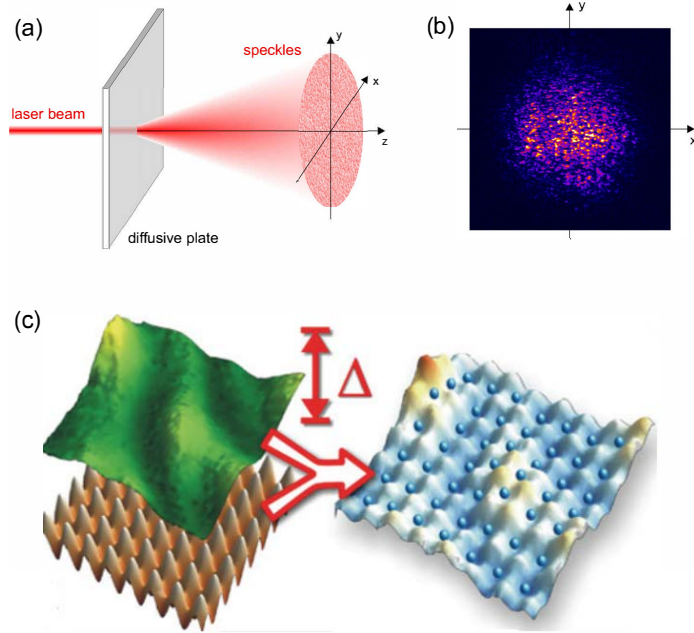 (a)
y
speckles
x
laser beam
z
diffusive plate
(b)
y
x
(c)
Δ